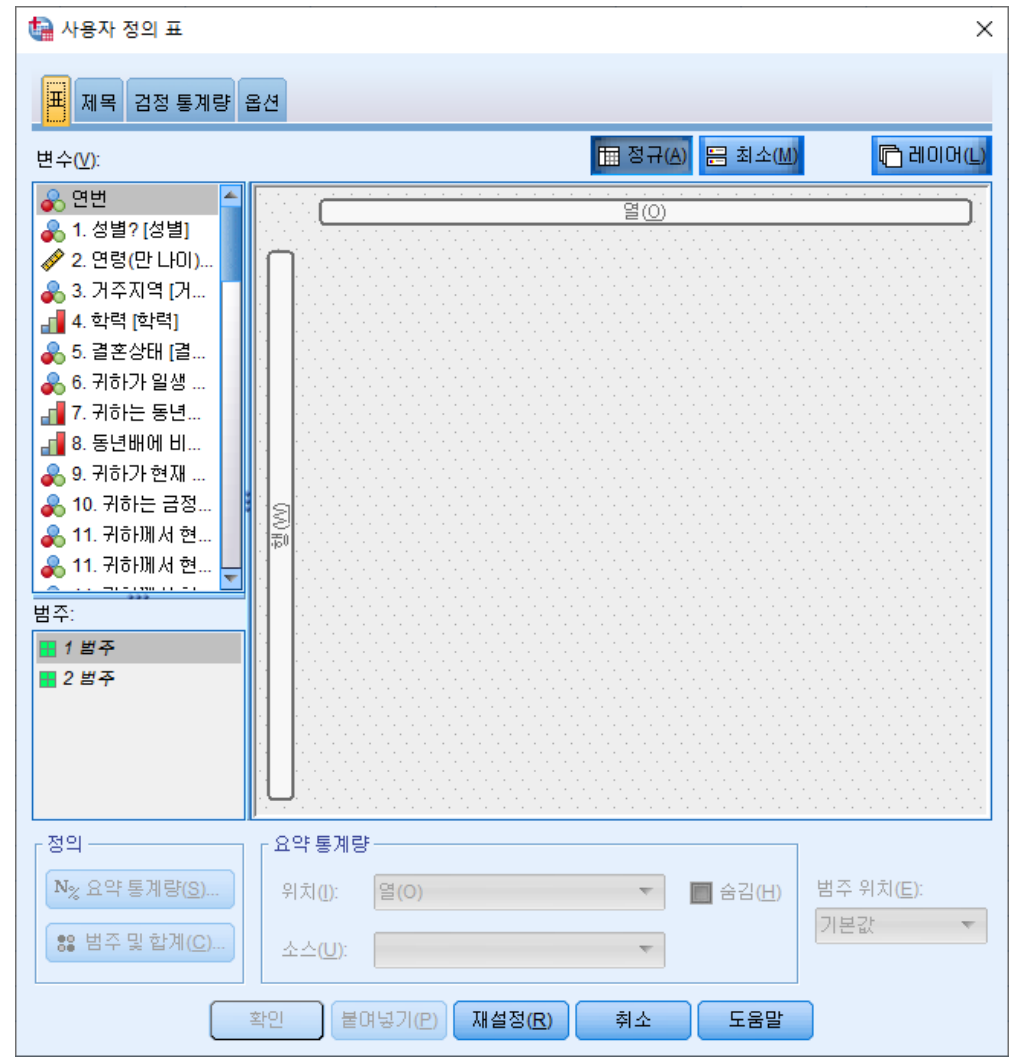 사용자 정의 표
표 제목 검정 통계량 옵션
변수(V):
정규(A) 최소(M) 레이어(L)
연번
1. 성별? [성별]
2. 연령(만 나이)...
3. 거주지역 [거...
4. 학력 [학력]
5. 결혼상태 [결...
6. 귀하가 일생 ...
7. 귀하는 동년...
8. 동년배에 비...
9. 귀하가 현재 ...
10. 귀하는 금정...
11. 귀하께서 현...
11. 귀하께서 현...
열(O)
행(W)
범주:
1 범주
2 범주
정의
N% 요약 통계량(S)...
범주 및 합계(C)...
요약 통계량
위치(I): 열(O) 숨김(H)
소스(U):
범주 위치(E):
기본값
확인 붙여넣기(P) 재설정(R) 취소 도움말